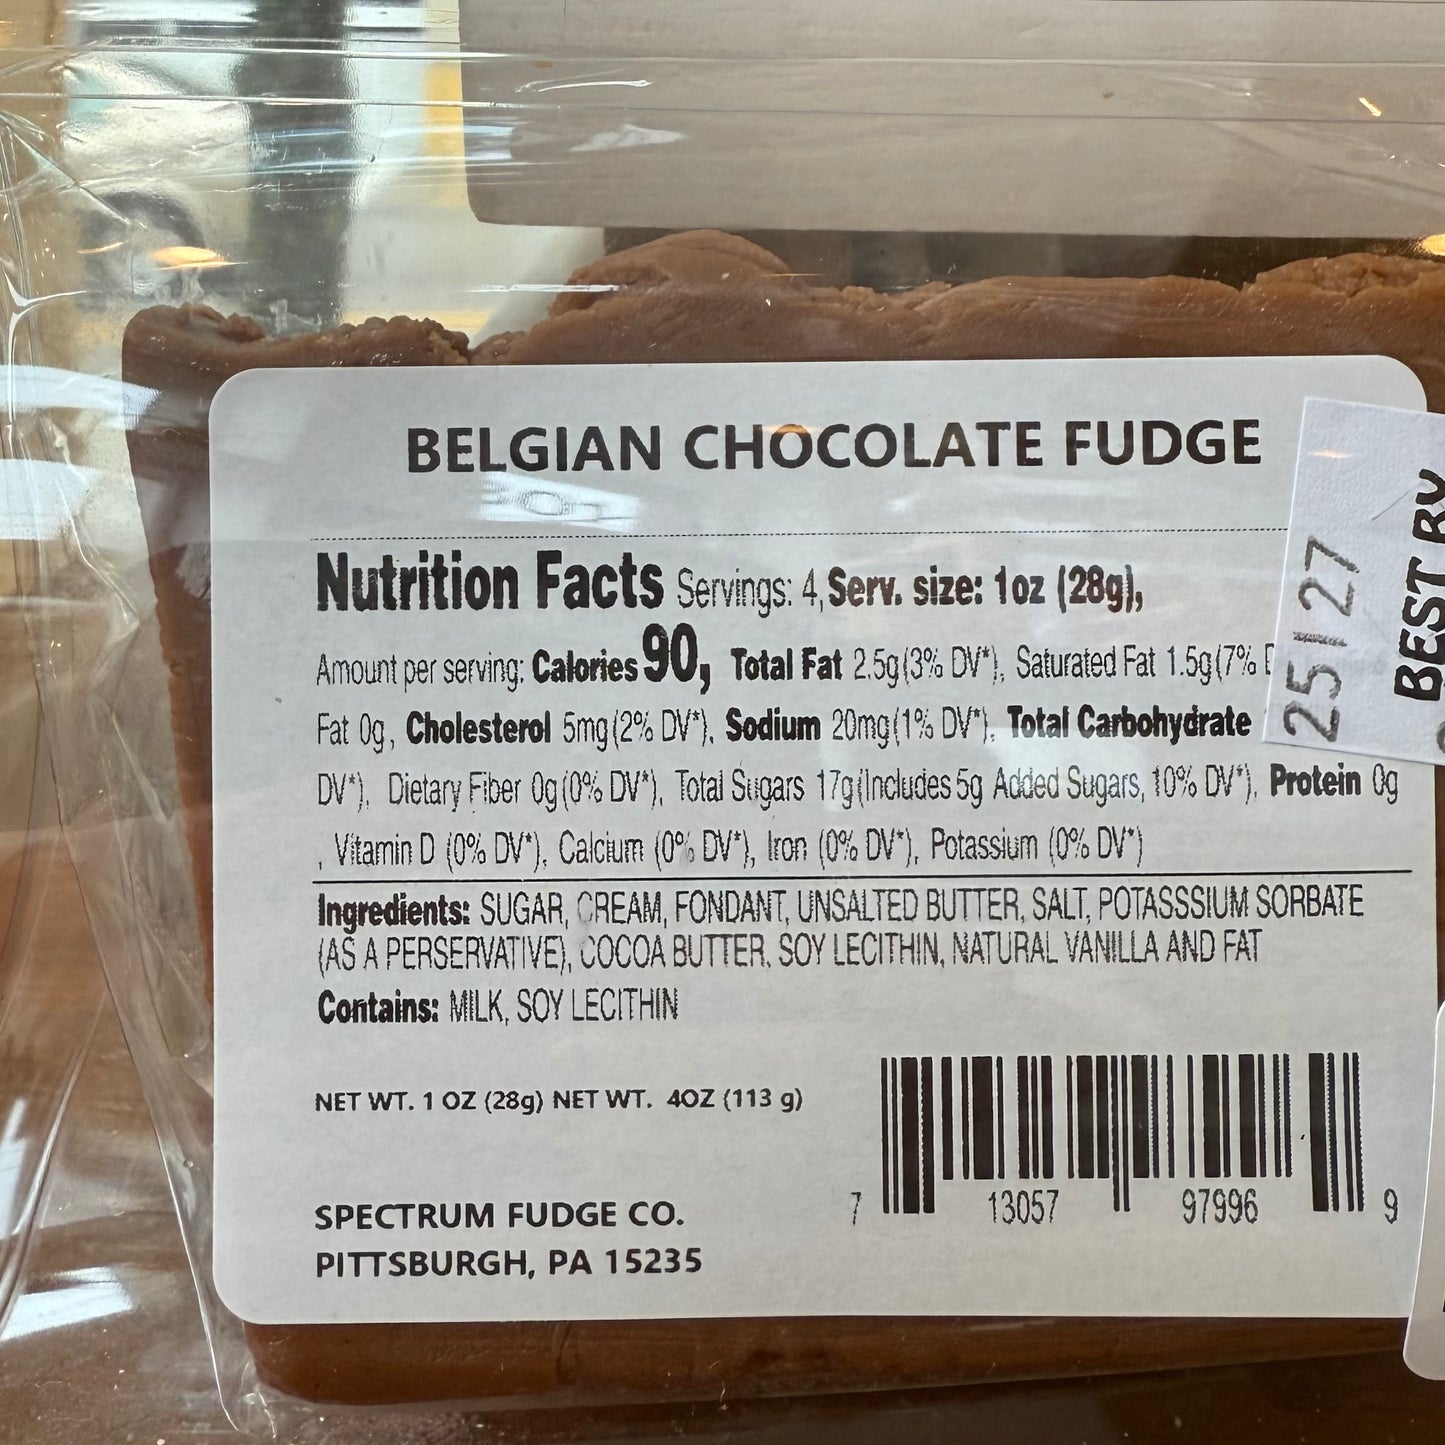 BELGIAN CHOCOLATE FUDGE
Nutrition Facts Servings: 4, Serv. size: 1oz (28g),
Amount per serving: Calories 90, Total Fat 2.5g(3% DV*), Saturated Fat 1.5g(7%
Fat 0g, Cholesterol 5mg(2% DV*), Sodium 20mg(1% DV*), Total Carbohydrate
DV*), Dietary Fiber 0g(0% DV*), Total Sugars 17g(Includes 5g Added Sugars, 10% DV*), Protein 0g
, Vitamin D (0% DV*), Calcium (0% DV*), Iron (0% DV*), Potassium (0% DV*)
Ingredients: SUGAR, CREAM, FONDANT, UNSALTED BUTTER, SALT, POTASSSIUM SORBATE
(AS A PERSERVATIVE), COCOA BUTTER, SOY LECITHIN, NATURAL VANILLA AND FAT
Contains: MILK, SOY LECITHIN
NET WT. 1 OZ (28g) NET WT. 4OZ (113 g)
SPECTRUM FUDGE CO.
PITTSBURGH, PA 15235
7 13057 97996 9
25 | 27
BEST BY